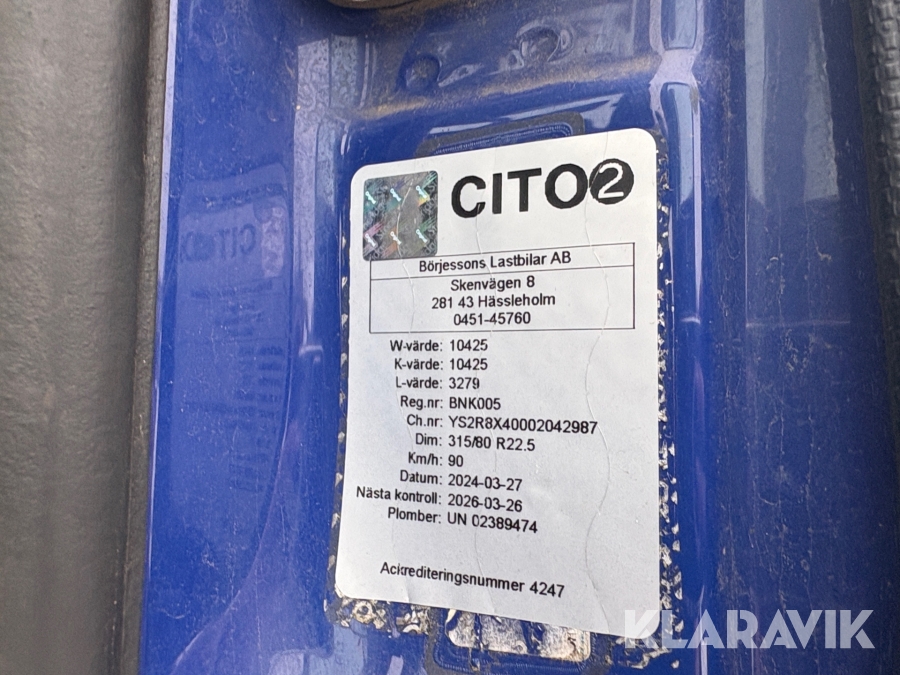 CITO2
Börjessons Lastbilar AB
Skenvägen 8
281 43 Hässleholm
0451-45760
W-värde: 10425
K-värde: 10425
L-värde: 3279
Reg.nr: BNK005
Ch.nr: YS2R8X40002042987
Dim: 315/80 R22.5
Km/h: 90
Datum: 2024-03-27
Nästa kontroll: 2026-03-26
Plomber: UN 02389474
Ackrediteringsnummer 4247
KLARAVIK